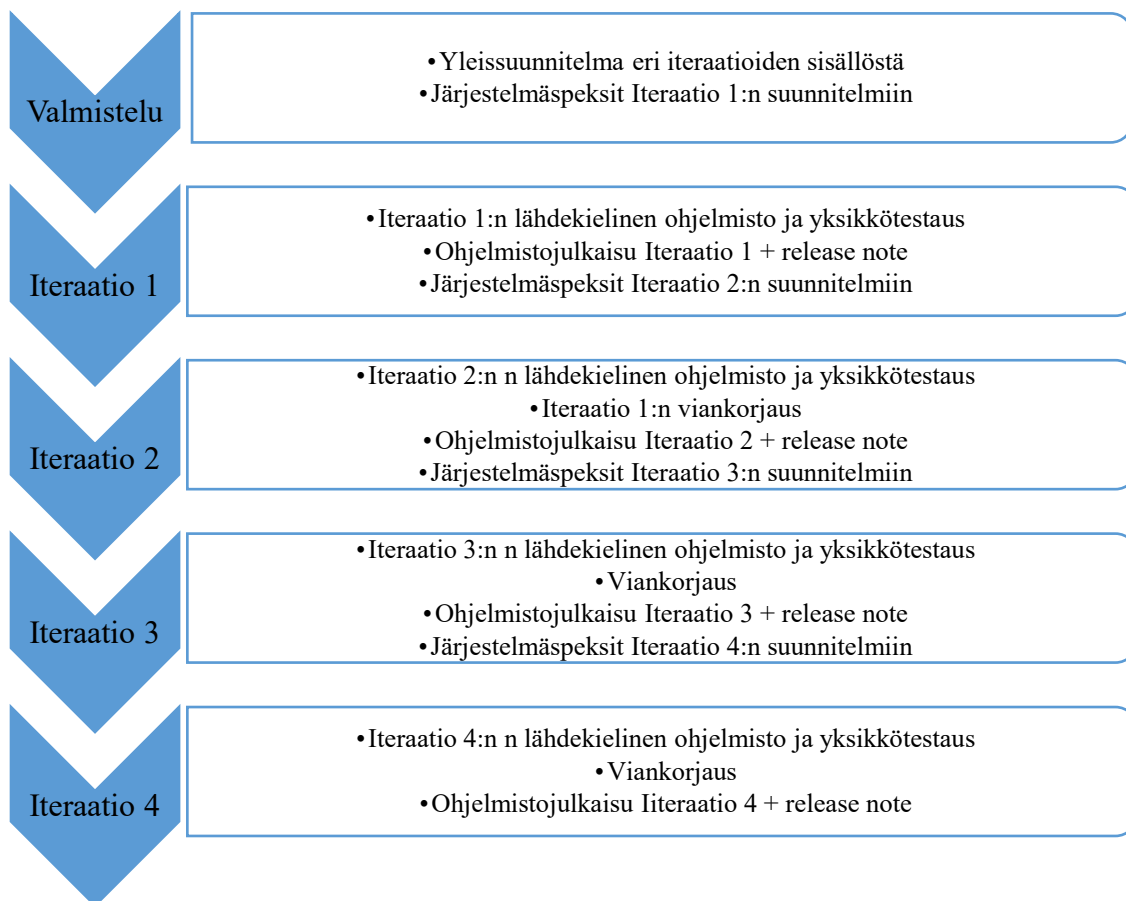 Valmistelu
•Yleissuunnitelma eri iteraatioiden sisällöstä
•Järjestelmäspeksit Iteraatio 1:n suunnitelmiin
Iteraatio 1
•Iteraatio 1:n lähdekielinen ohjelmisto ja yksikkötestaus
•Ohjelmistojulkaisu Iteraatio 1 + release note
•Järjestelmäspeksit Iteraatio 2:n suunnitelmiin
Iteraatio 2
•Iteraatio 2:n n lähdekielinen ohjelmisto ja yksikkötestaus
•Iteraatio 1:n viankorjaus
•Ohjelmistojulkaisu Iteraatio 2 + release note
•Järjestelmäspeksit Iteraatio 3:n suunnitelmiin
Iteraatio 3
•Iteraatio 3:n n lähdekielinen ohjelmisto ja yksikkötestaus
•Viankorjaus
•Ohjelmistojulkaisu Iteraatio 3 + release note
•Järjestelmäspeksit Iteraatio 4:n suunnitelmiin
Iteraatio 4
•Iteraatio 4:n n lähdekielinen ohjelmisto ja yksikkötestaus
•Viankorjaus
•Ohjelmistojulkaisu Iiteraatio 4 + release note